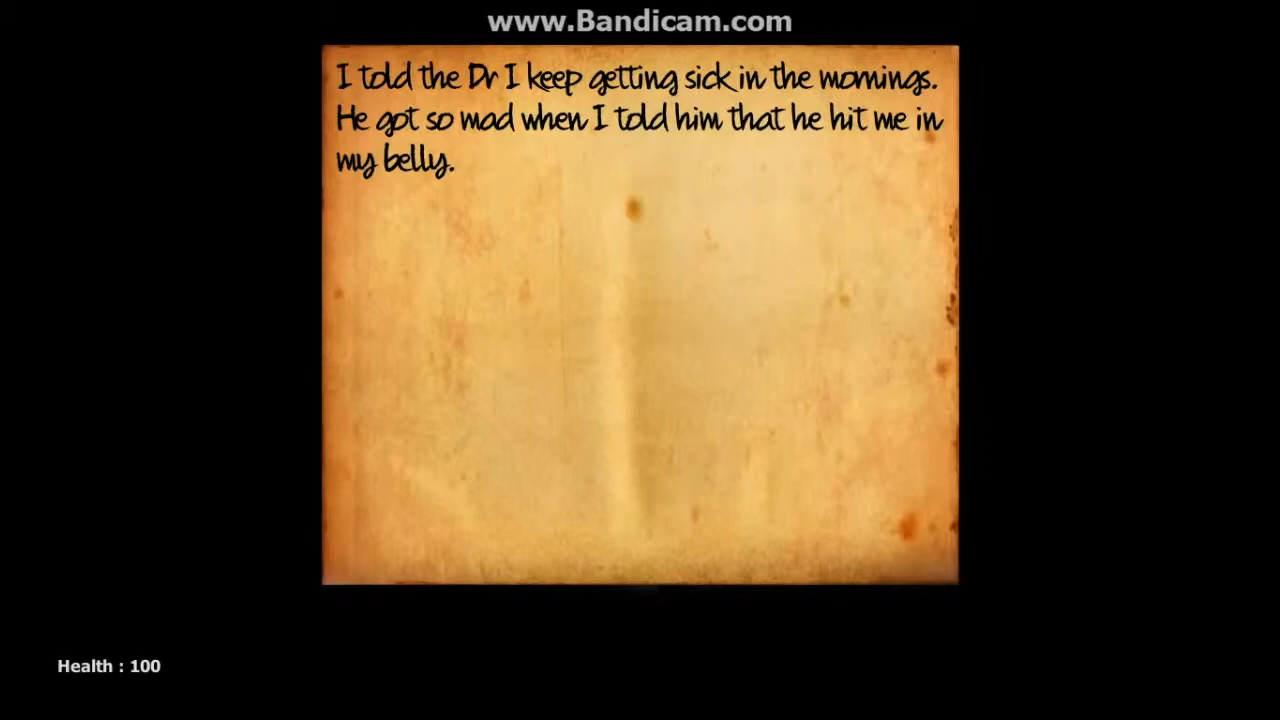 www.Bandicam.com
I told the Dr I keep getting sick in the mornings.
He got so mad when I told him that he hit me in
my belly.
Health : 100